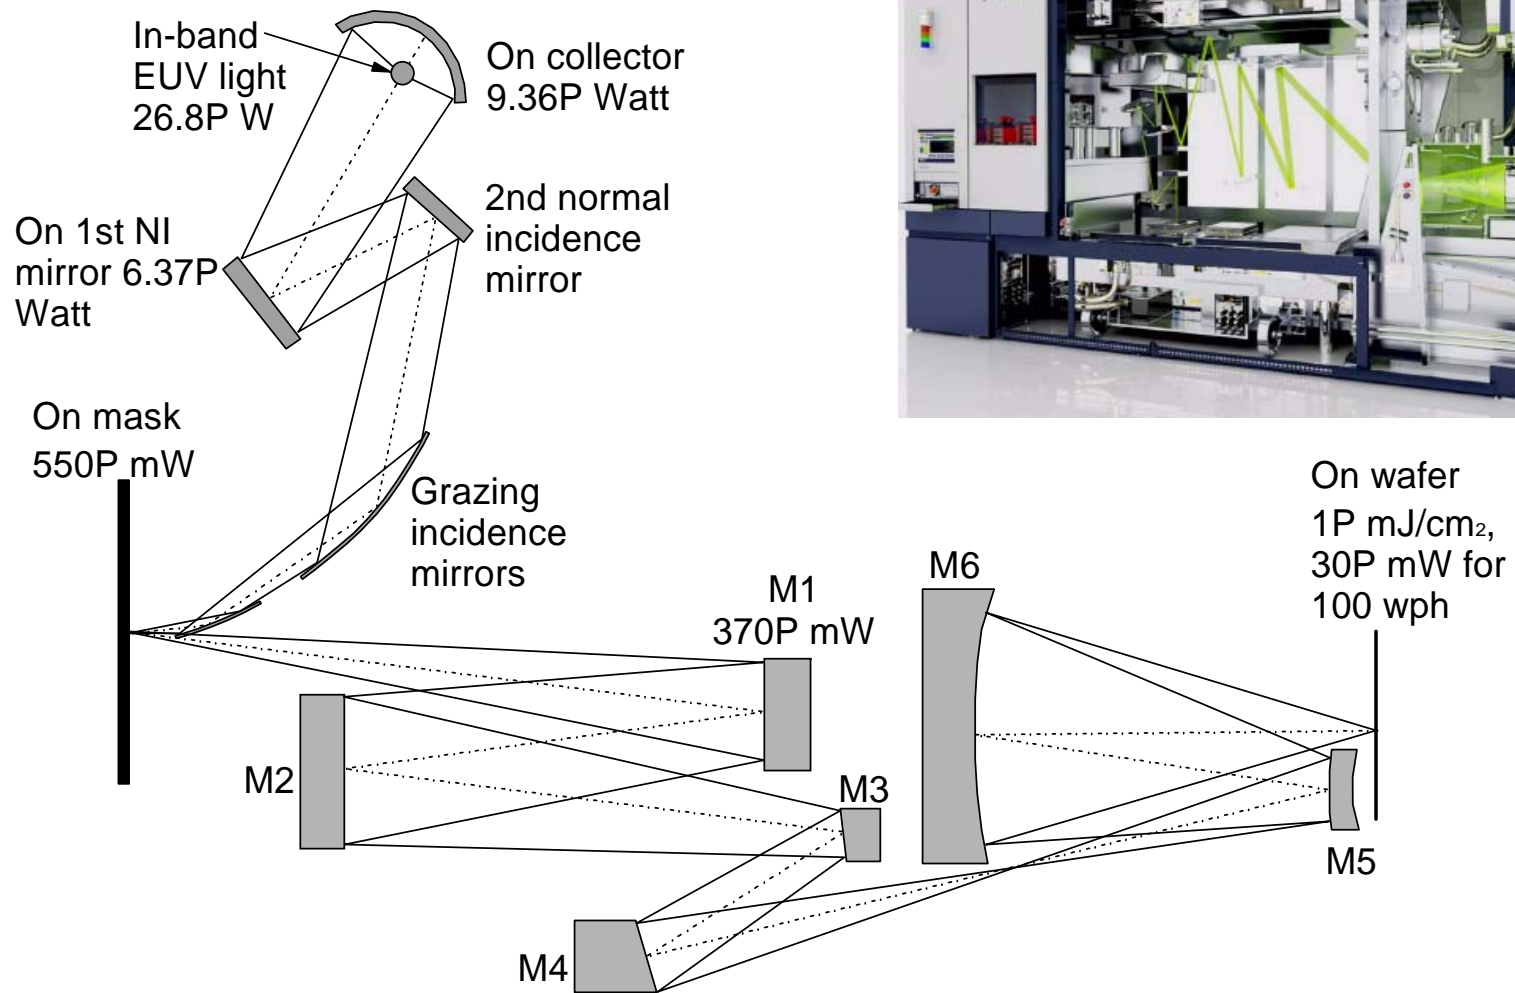 In-band
EUV light
26.8P W
On collector
9.36P Watt
2nd normal
incidence
mirror
On 1st NI
mirror 6.37P
Watt
On mask
550P mW
Grazing
incidence
mirrors
On wafer
1P mJ/cm2,
30P mW for
100 wph
M6
M1
370P mW
M2
M3
M5
M4